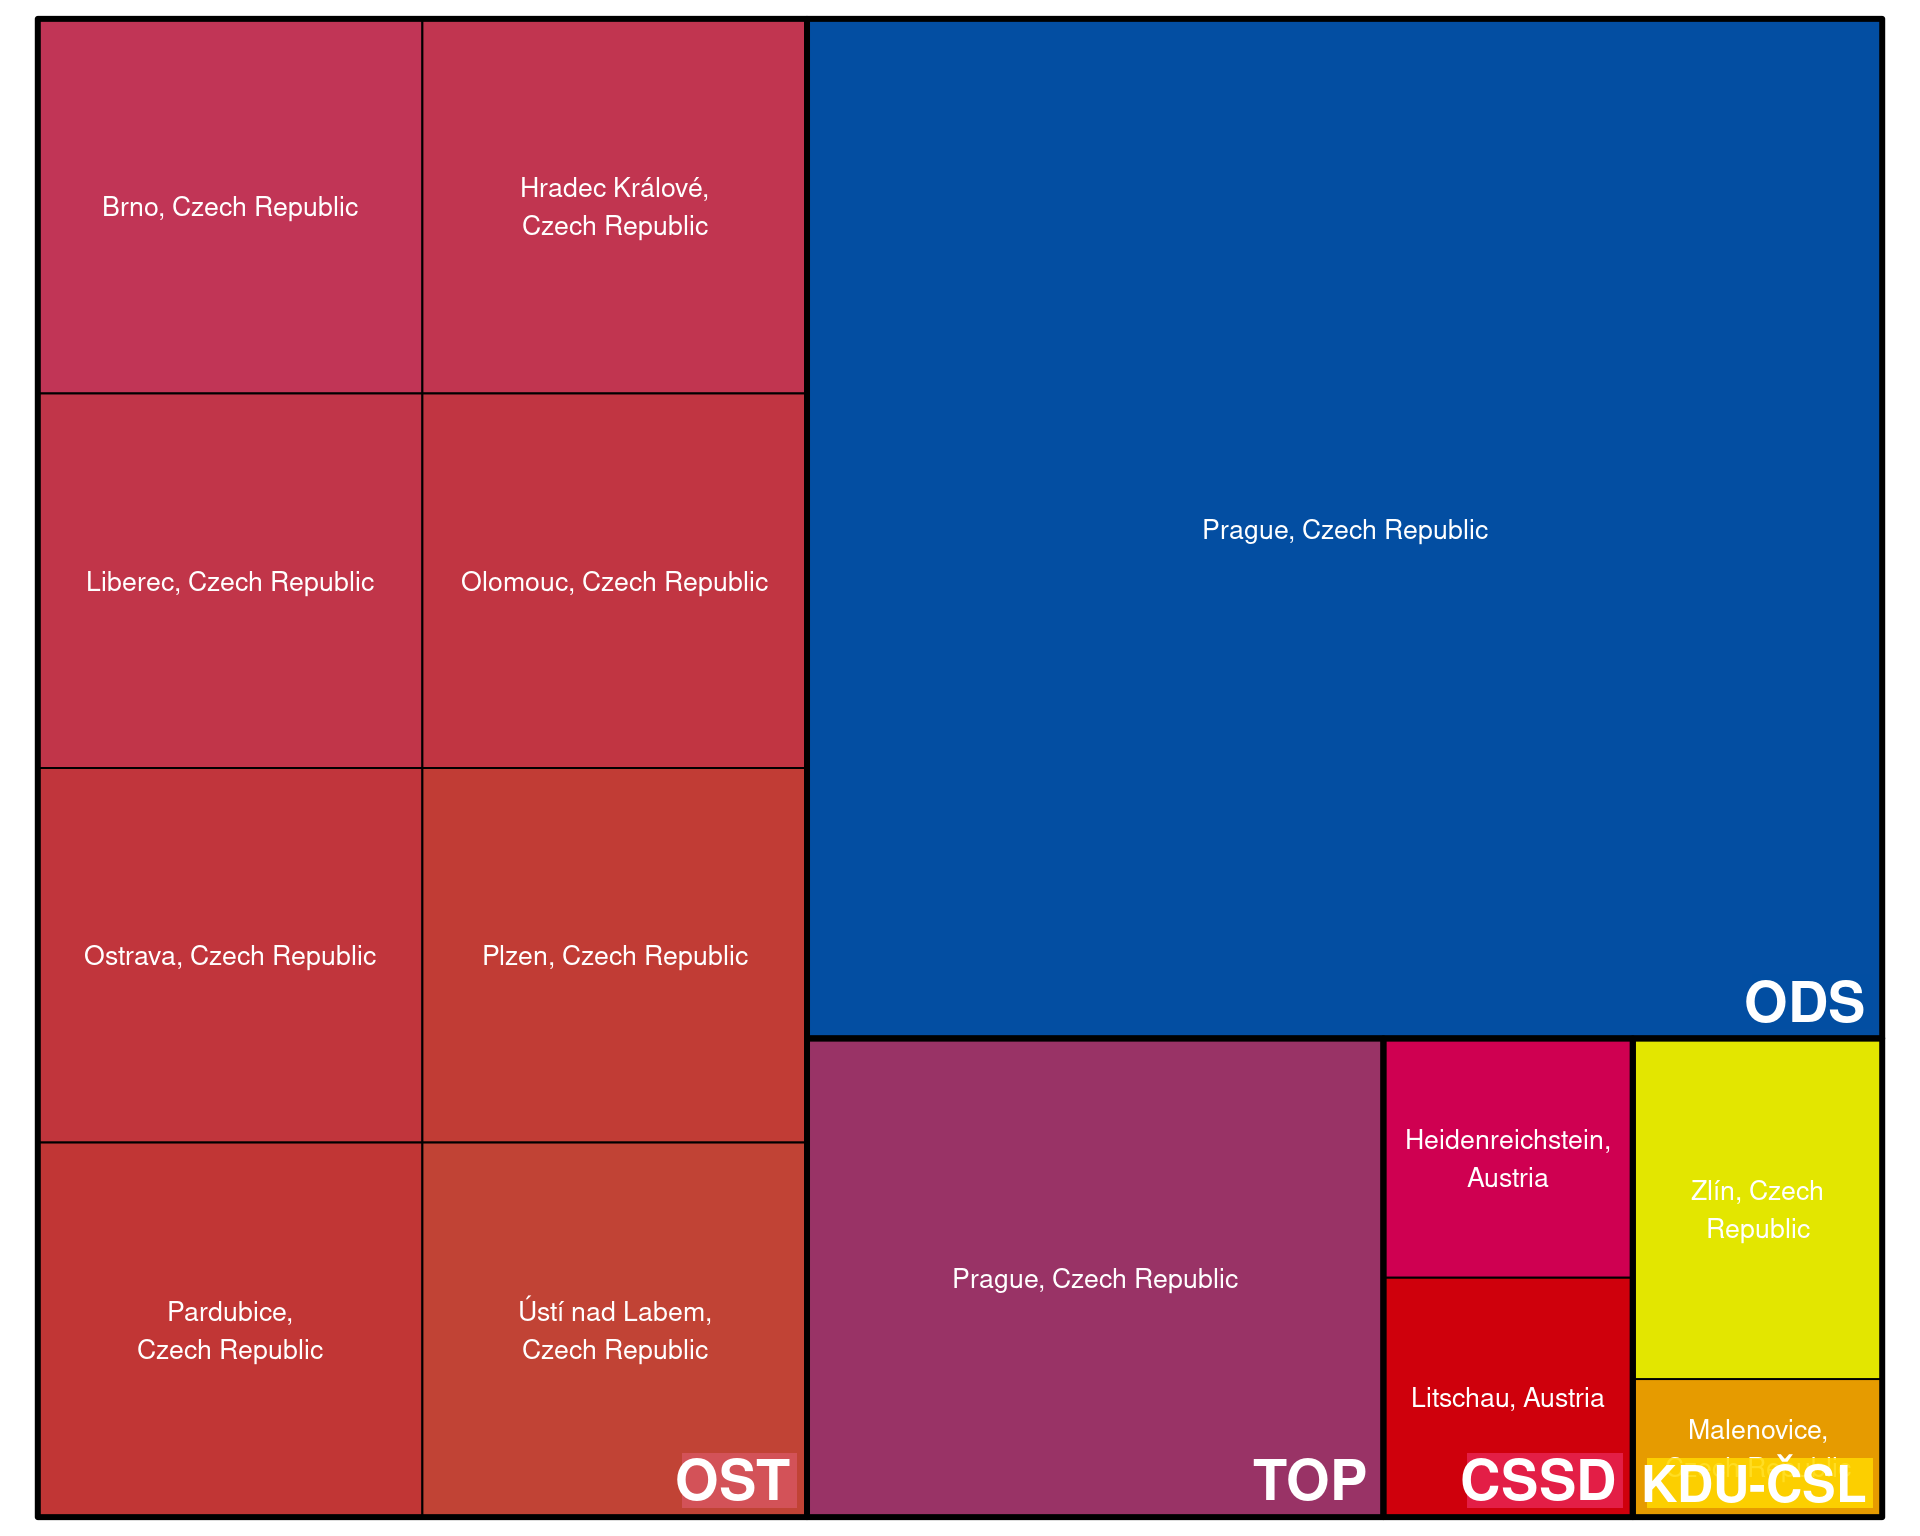 Brno, Czech Republic
Hradec Králové,
Czech Republic
Liberec, Czech Republic
Olomouc, Czech Republic
Ostrava, Czech Republic
Plzen, Czech Republic
Pardubice,
Czech Republic
Ústí nad Labem,
Czech Republic
OST
Prague, Czech Republic
ODS
Prague, Czech Republic
TOP
Heidenreichstein,
Austria
Litschau, Austria
CSSD
Zlín, Czech
Republic
Malenovice,
Czech Republic
KDU-ČSL